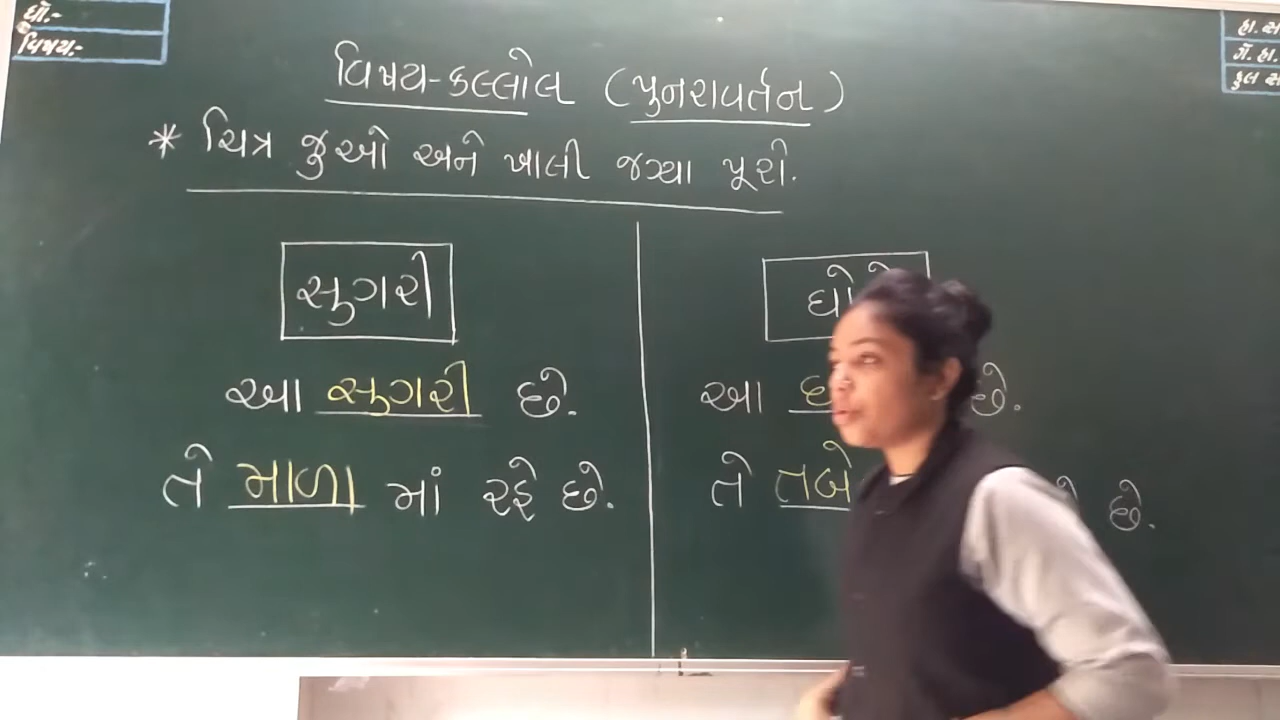 ધો.-
વિષય:-
હા.
ગે. હા.
કુલ
વિષય-કલ્લોલ (પુનરાવર્તન)
* ચિત્ર જુઓ અને ખાલી જગ્યા પૂરો.
સુગરી
આ સુગરી છે.
તે માળા માં રહે છે.
આ છે.
તે છે.